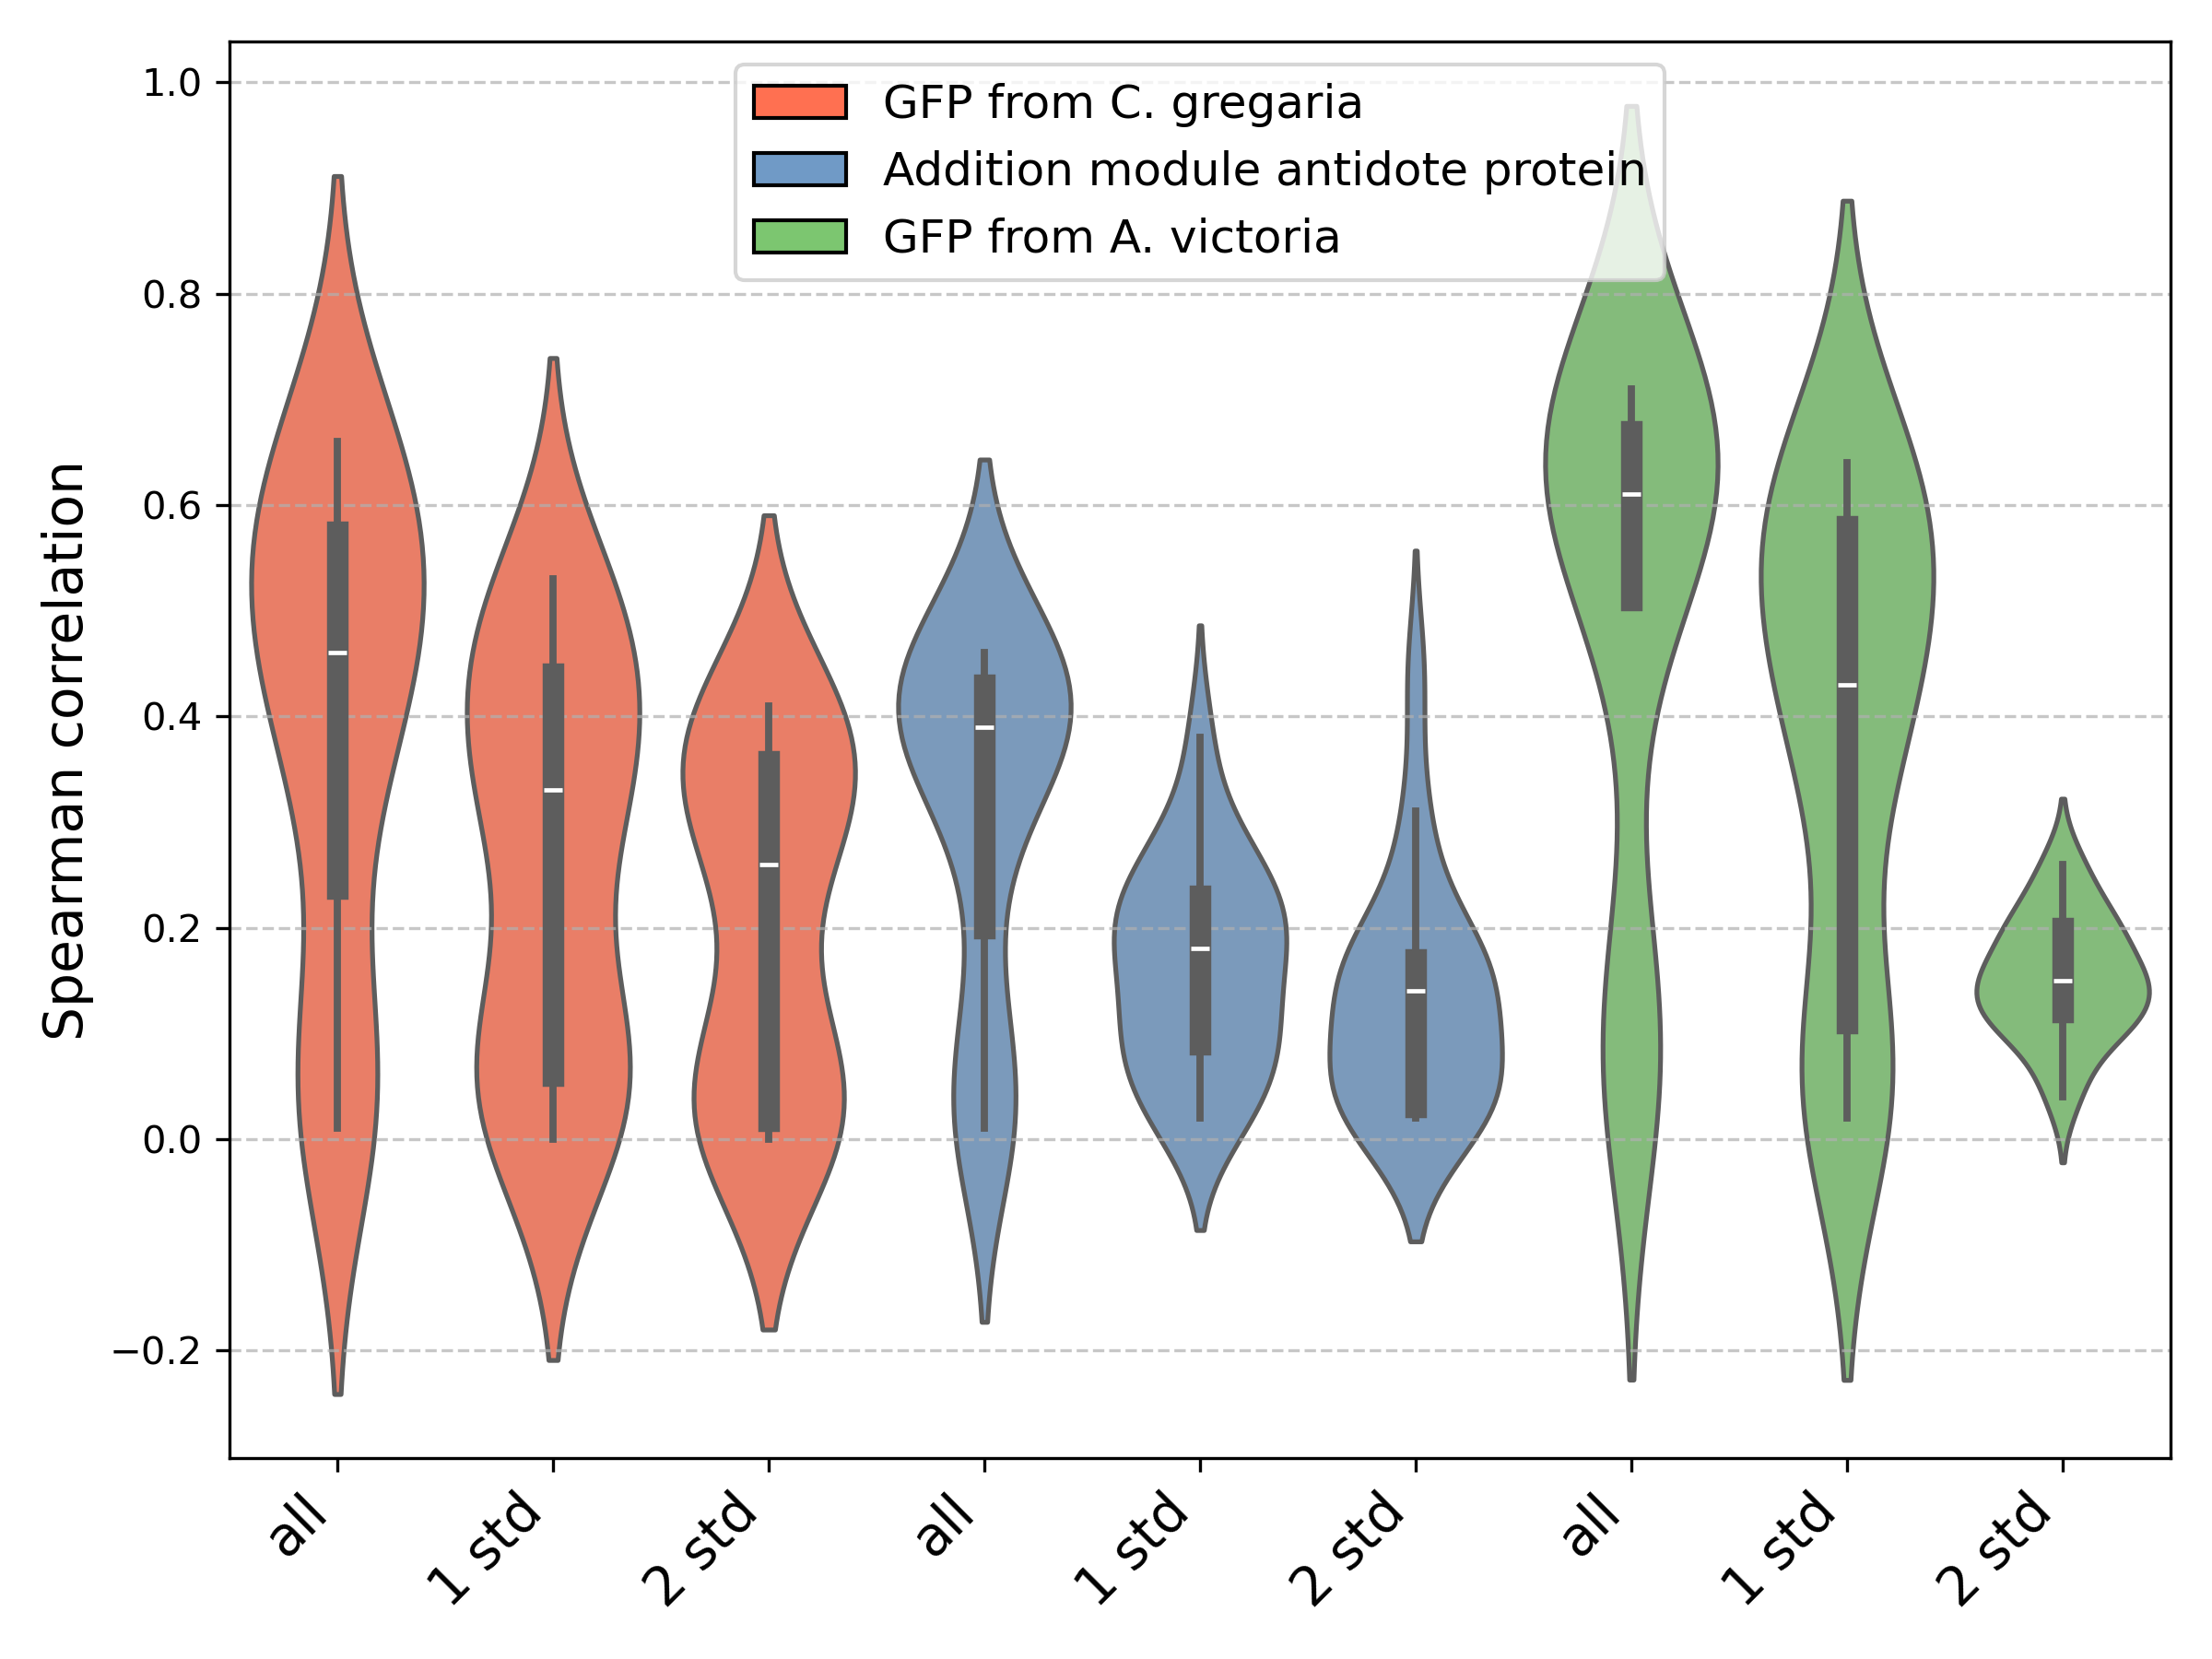 GFP from C. gregaria
Addition module antidote protein
GFP from A. victoria
Spearman correlation
1.0
0.8
0.6
0.4
0.2
0.0
−0.2
all
1 std
2 std
all
1 std
2 std
all
1 std
2 std